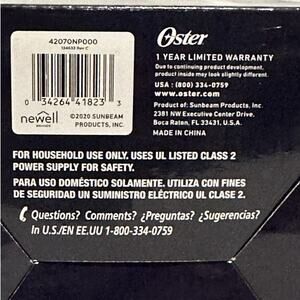 42070NP000
134533 Rev C
0 34264 41823 3
newell
BRANDS
©2020 SUNBEAM
PRODUCTS, INC.
Oster
1 YEAR LIMITED WARRANTY
Due to continuing product development,
product inside may look slightly different.
USA : (800) 334-0759
www.oster.com
Product of: Sunbeam Products, Inc.
2381 NW Executive Center Drive,
Boca Raton, FL 33431, U.S.A.
MADE IN CHINA
FOR HOUSEHOLD USE ONLY. USES UL LISTED CLASS 2
POWER SUPPLY FOR SAFETY.
PARA USO DOMÉSTICO SOLAMENTE. UTILIZA CON FINES
DE SEGURIDAD UN SUMINISTRO ELÉCTRICO UL CLASE 2.
Questions? Comments? ¿Preguntas? ¿Sugerencias?
In U.S./EN EE.UU 1-800-334-0759